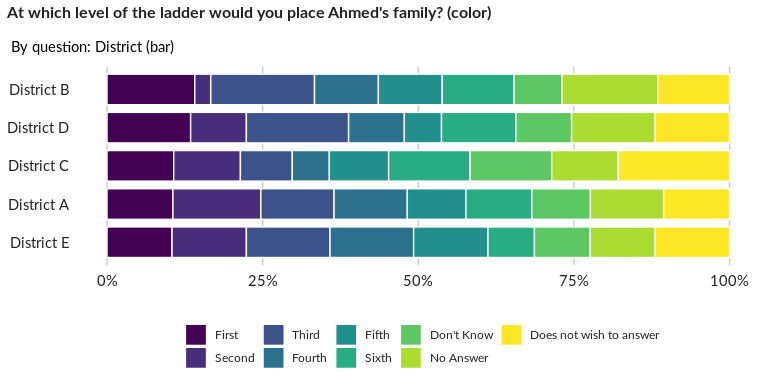 At which level of the ladder would you place Ahmed's family? (color)
By question: District (bar)
District B
District D
District C
District A
District E
0% 25% 50% 75% 100%
First Third Fifth Don't Know Does not wish to answer
Second Fourth Sixth No Answer